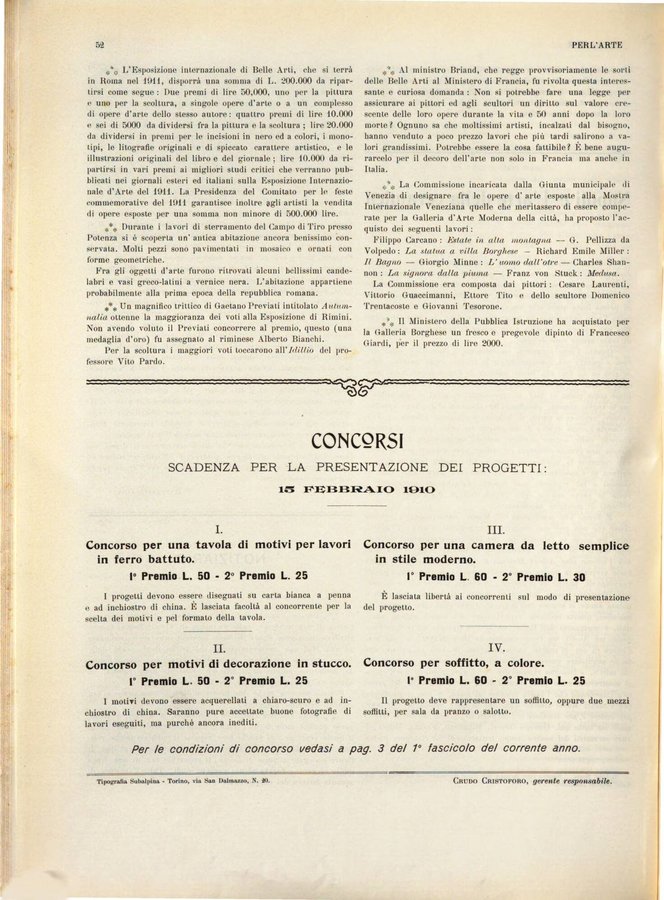 52
PERL'ARTE
⁂ L'Esposizione internazionale di Belle Arti, che si terrà
in Roma nel 1911, disporrà una somma di L. 200.000 da ripar-
tirsi come segue: Due premi di lire 50,000, uno per la pittura
e uno per la scoltura, a singole opere d'arte o a un complesso
di opere d'arte dello stesso autore: quattro premi di lire 10.000
e sei di 5000 da dividersi fra la pittura e la scoltura; lire 20.000
da dividersi in premi per le incisioni in nero ed a colori, i mono-
tipi, le litografie originali e di spiccato carattere artistico, e le
illustrazioni originali del libro e del giornale; lire 10.000 da ri-
partirsi in vari premi ai migliori studi critici che verranno pub-
blicati nei giornali esteri ed italiani sulla Esposizione Internazio-
nale d'Arte del 1911. La Presidenza del Comitato per le feste
commemorative del 1911 garantisce inoltre agli artisti la vendita
di opere esposte per una somma non minore di 500.000 lire.
⁂ Durante i lavori di sterramento del Campo di Tiro presso
Potenza si è scoperta un' antica abitazione ancora benissimo con-
servata. Molti pezzi sono pavimentati in mosaico e ornati con
forme geometriche.
Fra gli oggetti d'arte furono ritrovati alcuni bellissimi cande-
labri e vasi greco-latini a vernice nera. L'abitazione appartiene
probabilmente alla prima epoca della repubblica romana.
⁂ Un magnifico trittico di Gaetano Previati intitolato Autum-
nalia ottenne la maggioranza dei voti alla Esposizione di Rimini.
Non avendo voluto il Previati concorrere al premio, questo (una
medaglia d'oro) fu assegnato al riminese Alberto Bianchi.
Per la scoltura i maggiori voti toccarono all'Idillio del pro-
fessore Vito Pardo.
⁂ Al ministro Briand, che regge provvisoriamente le sorti
delle Belle Arti al Ministero di Francia, fu rivolta questa interes-
sante e curiosa domanda: Non si potrebbe fare una legge per
assicurare ai pittori ed agli scultori un diritto sul valore cre-
scente delle loro opere durante la vita e 50 anni dopo la loro
morte? Ognuno sa che moltissimi artisti, incalzati dal bisogno,
hanno venduto a poco prezzo lavori che più tardi salirono a va-
lori grandissimi. Potrebbe essere la cosa fattibile? È bene augu-
rarcelo per il decoro dell'arte non solo in Francia ma anche in
Italia.
⁂ La Commissione incaricata dalla Giunta municipale di
Venezia di designare fra le opere d'arte esposte alla Mostra
Internazionale Veneziana quelle che meritassero di essere compe-
rate per la Galleria d'Arte Moderna della città, ha proposto l'ac-
quisto dei seguenti lavori:
Filippo Carcano: Estate in alta montagna — G. Pellizza da
Volpedo: La statua a villa Borghese — Richard Emile Miller:
Il Bagno — Giorgio Minne: L'uomo dall'otre — Charles Shan-
non: La signora dalla piuma — Franz von Stuck: Medusa.
La Commissione era composta dai pittori: Cesare Laurenti,
Vittorio Guaccimanni, Ettore Tito e dello scultore Domenico
Trentacoste e Giovanni Tesorone.
⁂ Il Ministero della Pubblica Istruzione ha acquistato per
la Galleria Borghese un fresco e pregevole dipinto di Francesco
Giardi, per il prezzo di lire 2000.
CONCORSI
SCADENZA PER LA PRESENTAZIONE DEI PROGETTI:
15 FEBBRAIO 1910
I.
Concorso per una tavola di motivi per lavori
in ferro battuto.
1º Premio L. 50 - 2º Premio L. 25
I progetti devono essere disegnati su carta bianca a penna
e ad inchiostro di china. È lasciata facoltà al concorrente per la
scelta dei motivi e pel formato della tavola.
II.
Concorso per motivi di decorazione in stucco.
1º Premio L. 50 - 2º Premio L. 25
I motivi devono essere acquerellati a chiaro-scuro e ad in-
chiostro di china. Saranno pure accettate buone fotografie di
lavori eseguiti, ma purchè ancora inediti.
III.
Concorso per una camera da letto semplice
in stile moderno.
1º Premio L. 60 - 2º Premio L. 30
È lasciata libertà ai concorrenti sul modo di presentazione
del progetto.
IV.
Concorso per soffitto, a colore.
1º Premio L. 60 - 2º Premio L. 25
Il progetto deve rappresentare un soffitto, oppure due mezzi
soffitti, per sala da pranzo o salotto.
Per le condizioni di concorso vedasi a pag. 3 del 1º fascicolo del corrente anno.
Tipografia Subalpina - Torino, via San Dalmazzo, N. 20.
CRUDO CRISTOFORO, gerente responsabile.